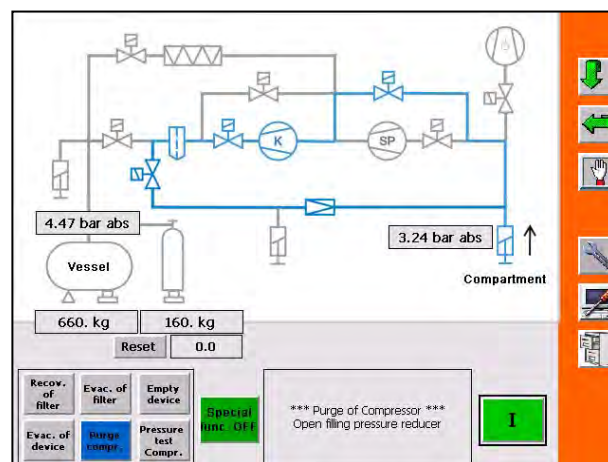 K
SP
4.47 bar abs
3.24 bar abs
Vessel
Compartment
660. kg
160. kg
Reset
0.0
Recov.
of
filter
Evac. of
filter
Empty
device
Evac. of
device
Purge
compr.
Pressure
test
Compr.
Special
func. OFF
*** Purge of Compressor ***
Open filling pressure reducer
I